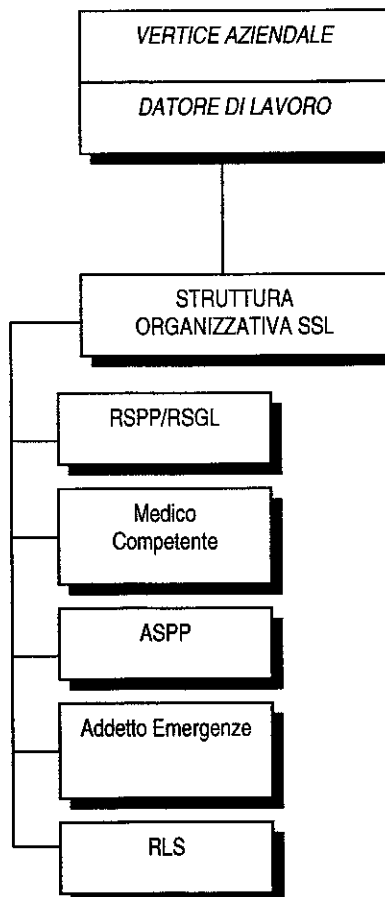 VERTICE AZIENDALE
DATORE DI LAVORO
STRUTTURA
ORGANIZZATIVA SSL
RSPP/RSGL
Medico
Competente
ASPP
Addetto Emergenze
RLS